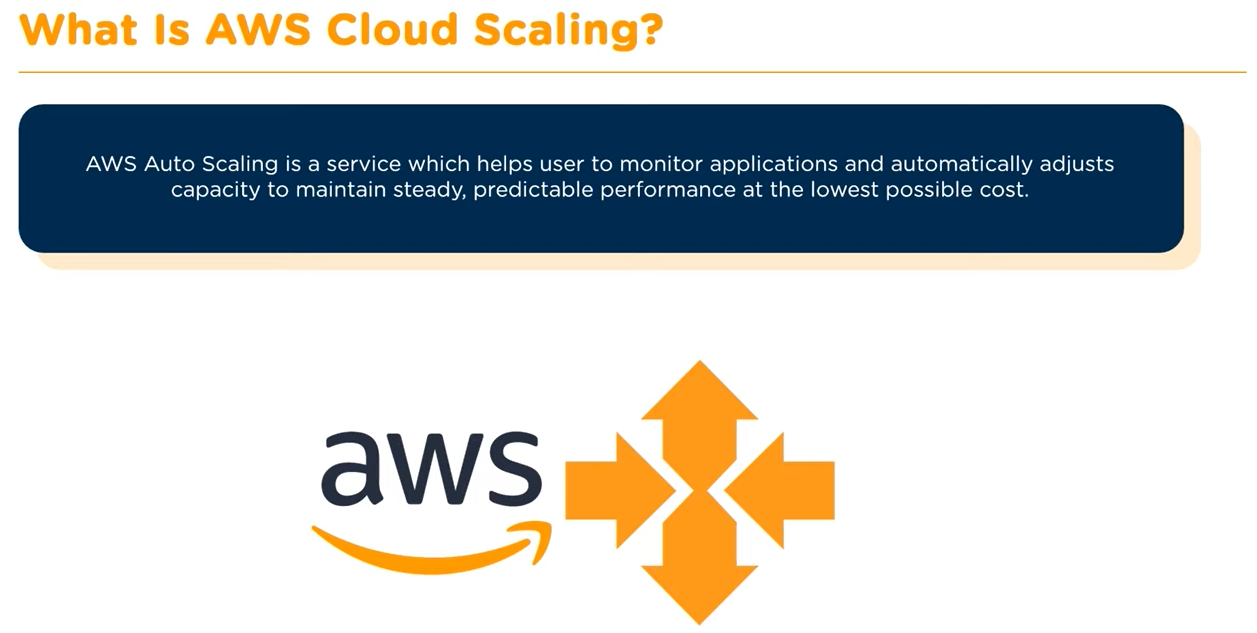 What Is AWS Cloud Scaling?
AWS Auto Scaling is a service which helps user to monitor applications and automatically adjusts
capacity to maintain steady, predictable performance at the lowest possible cost.
aws